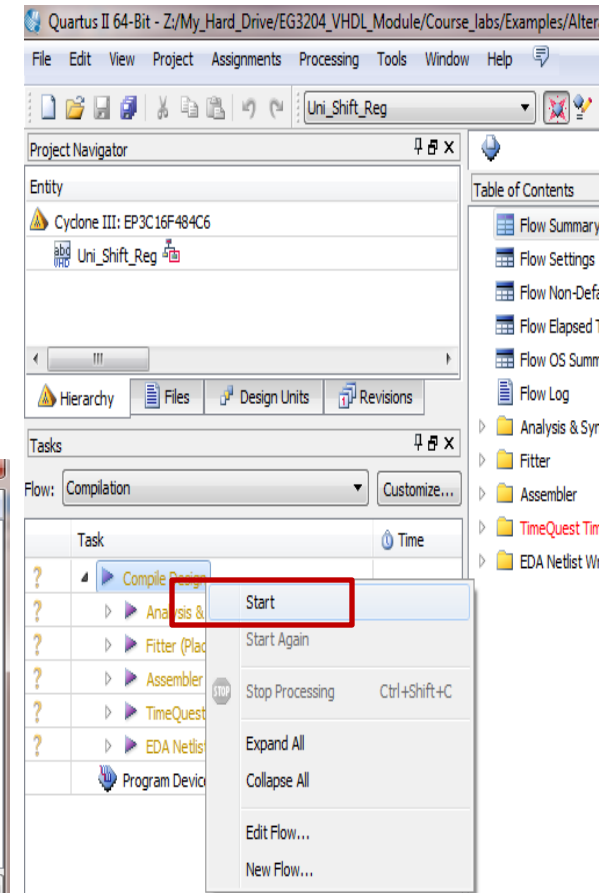 Quartus II 64-Bit - Z:/My_Hard_Drive/EG3204_VHDL_Module/Course_labs/Examples/Alter
File Edit View Project Assignments Processing Tools Window Help
Uni_Shift_Reg
Project Navigator
Entity
Cyclone III: EP3C16F484C6
abd VHD Uni_Shift_Reg
Hierarchy Files Design Units Revisions
Tasks
Flow: Compilation Customize...
Task Time
Compile Design
Analysis &
Fitter (Plac
Assembler
TimeQuest
EDA Netlis
Program Device
Start
Start Again
STOP Stop Processing Ctrl+Shift+C
Expand All
Collapse All
Edit Flow...
New Flow...
Table of Contents
Flow Summary
Flow Settings
Flow Non-Defa
Flow Elapsed T
Flow OS Summ
Flow Log
Analysis & Syn
Fitter
Assembler
TimeQuest Tim
EDA Netlist Wr